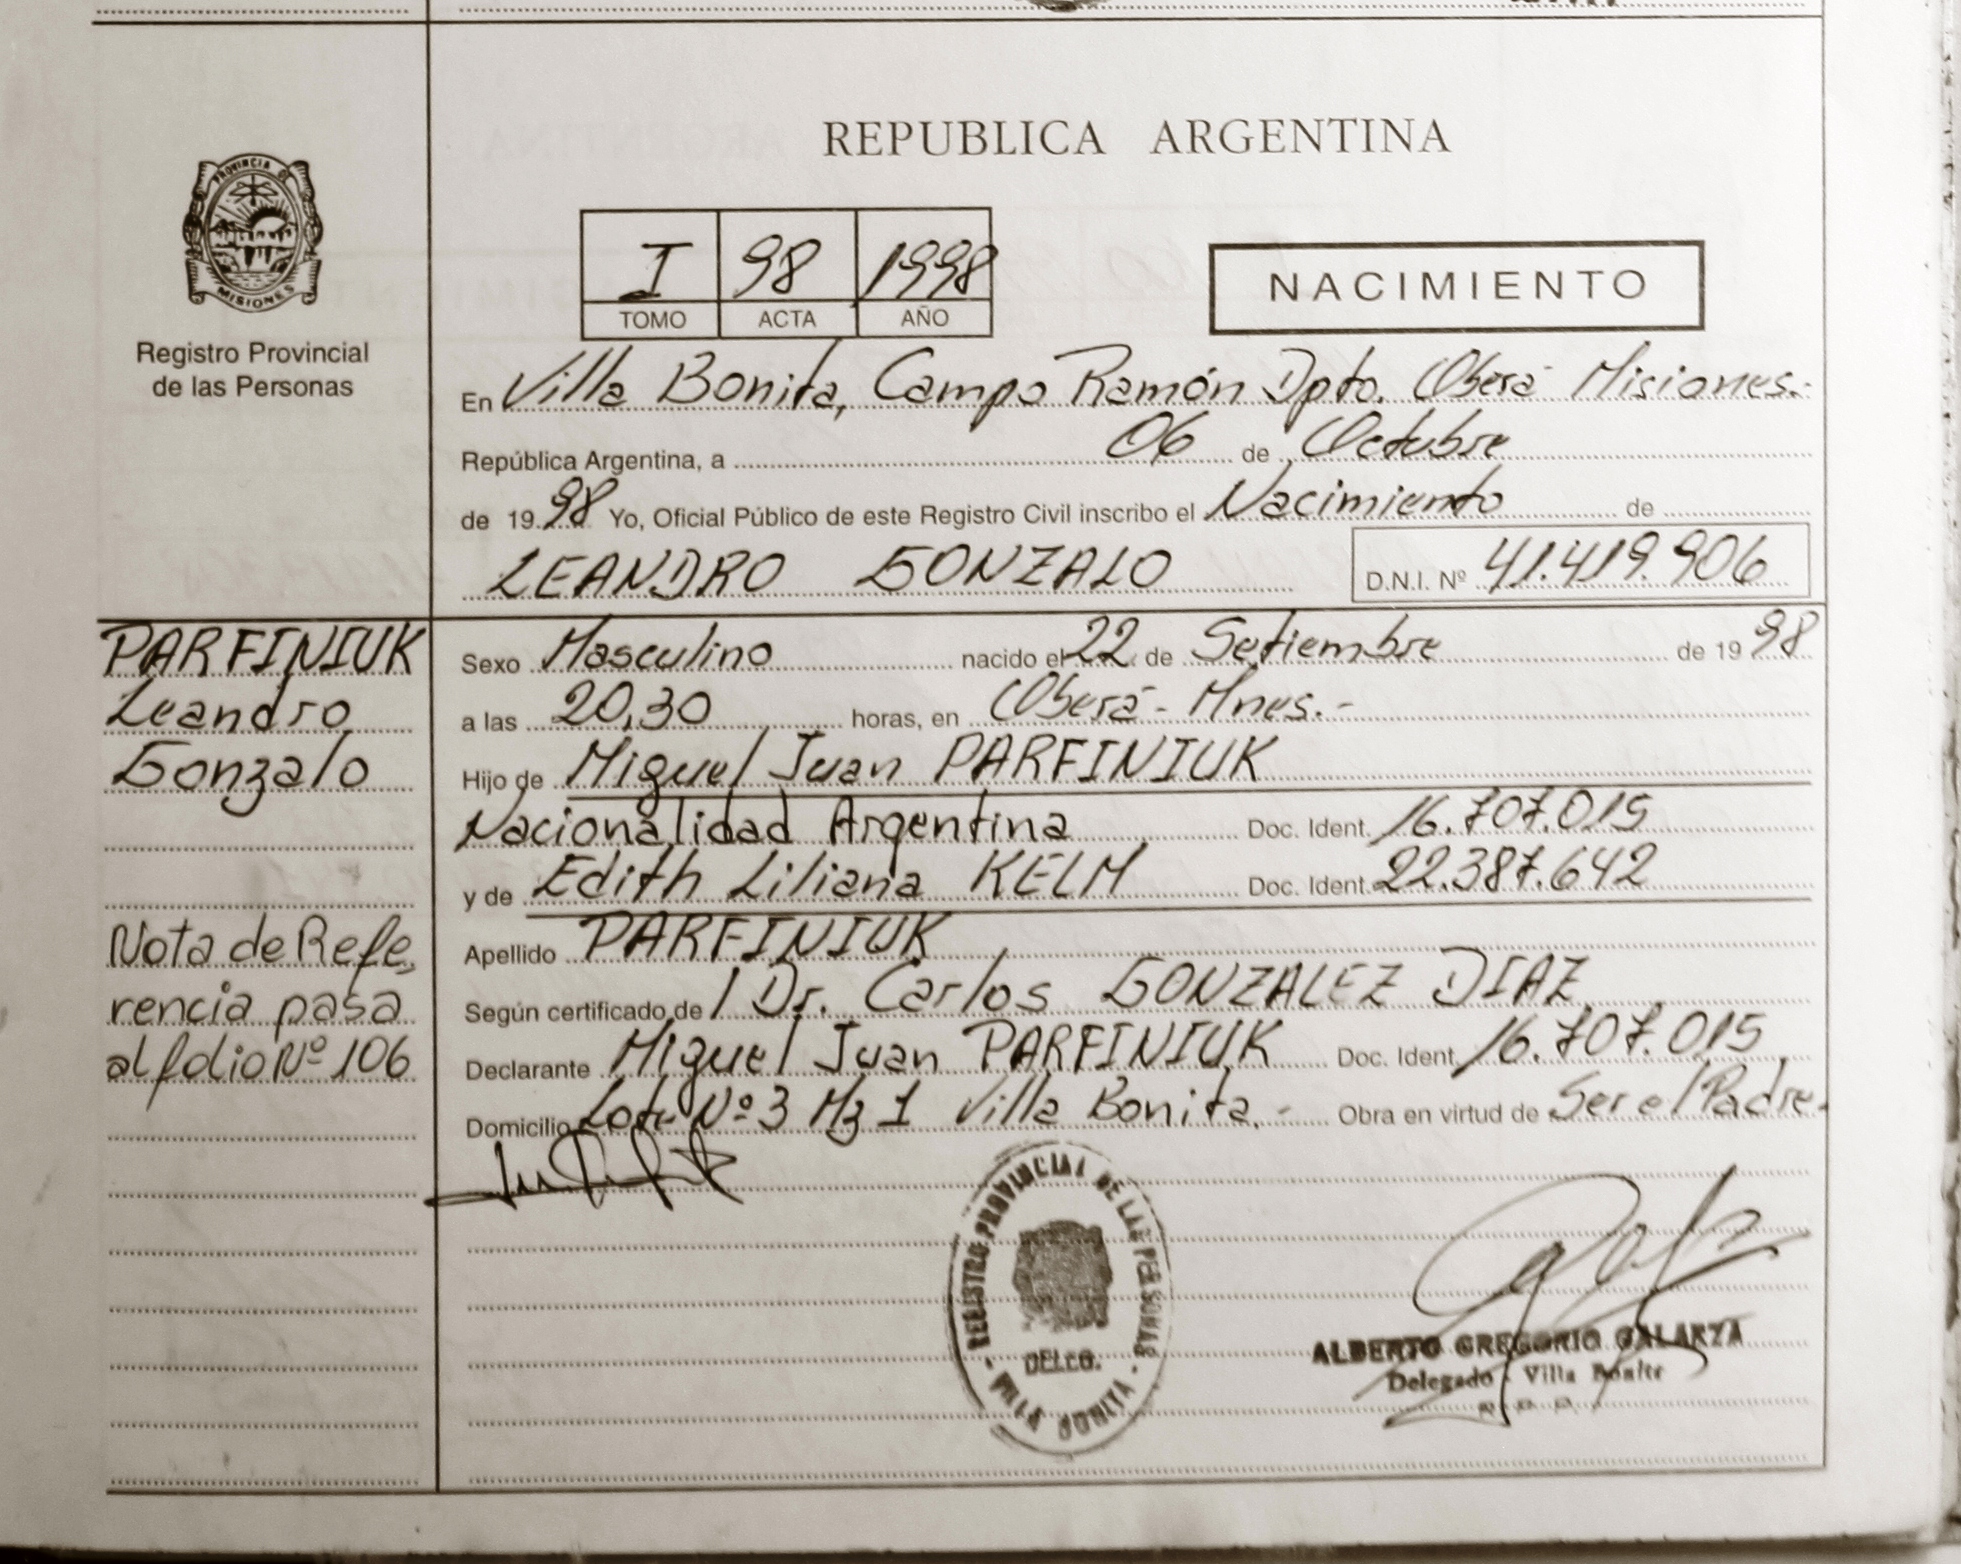 REPUBLICA ARGENTINA
PROVINCIA DE
MISIONES
Registro Provincial
de las Personas
I 98 1998
TOMO ACTA AÑO
NACIMIENTO
En Villa Bonita, Campo Ramón Dpto. Oberá Misiones.-
República Argentina, a 06 de Octubre
de 1998 Yo, Oficial Público de este Registro Civil inscribo el Nacimiento de
LEANDRO GONZALO D.N.I. Nº 41.419.906
PARFINIUK
Leandro
Gonzalo
Nota de Refe-
rencia pasa
al folio Nº 106
Sexo Masculino nacido el 22 de Setiembre de 1998
a las 20,30 horas, en Oberá - Mnes.-
Hijo de Miguel Juan PARFINIUK
Nacionalidad Argentina Doc. Ident. 16.707.015
y de Edith Liliana KELM Doc. Ident. 22.387.642
Apellido PARFINIUK
Según certificado de l Dr. Carlos GONZALEZ DIAZ
Declarante Miguel Juan PARFINIUK Doc. Ident. 16.707.015
Domicilio Lote Nº 3 Mz 1 Villa Bonita.- Obra en virtud de Ser el Padre.
REGISTRO PROVINCIAL DE LAS PERSONAS
DELEG.
VILLA BONITA
ALBERTO GREGORIO GALARZA
Delegado - Villa Bonita